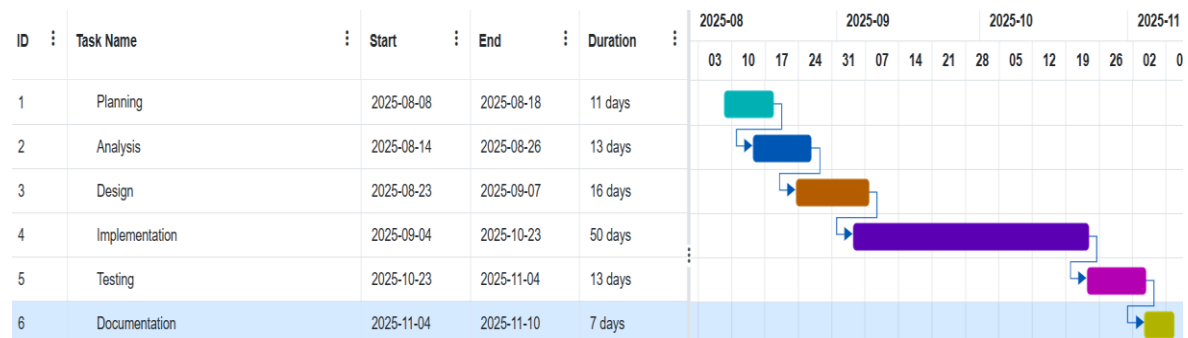 2025-08 2025-09 2025-10 2025-11
ID Task Name Start End Duration
03 10 17 24 31 07 14 21 28 05 12 19 26 02
1 Planning 2025-08-08 2025-08-18 11 days
2 Analysis 2025-08-14 2025-08-26 13 days
3 Design 2025-08-23 2025-09-07 16 days
4 Implementation 2025-09-04 2025-10-23 50 days
5 Testing 2025-10-23 2025-11-04 13 days
6 Documentation 2025-11-04 2025-11-10 7 days